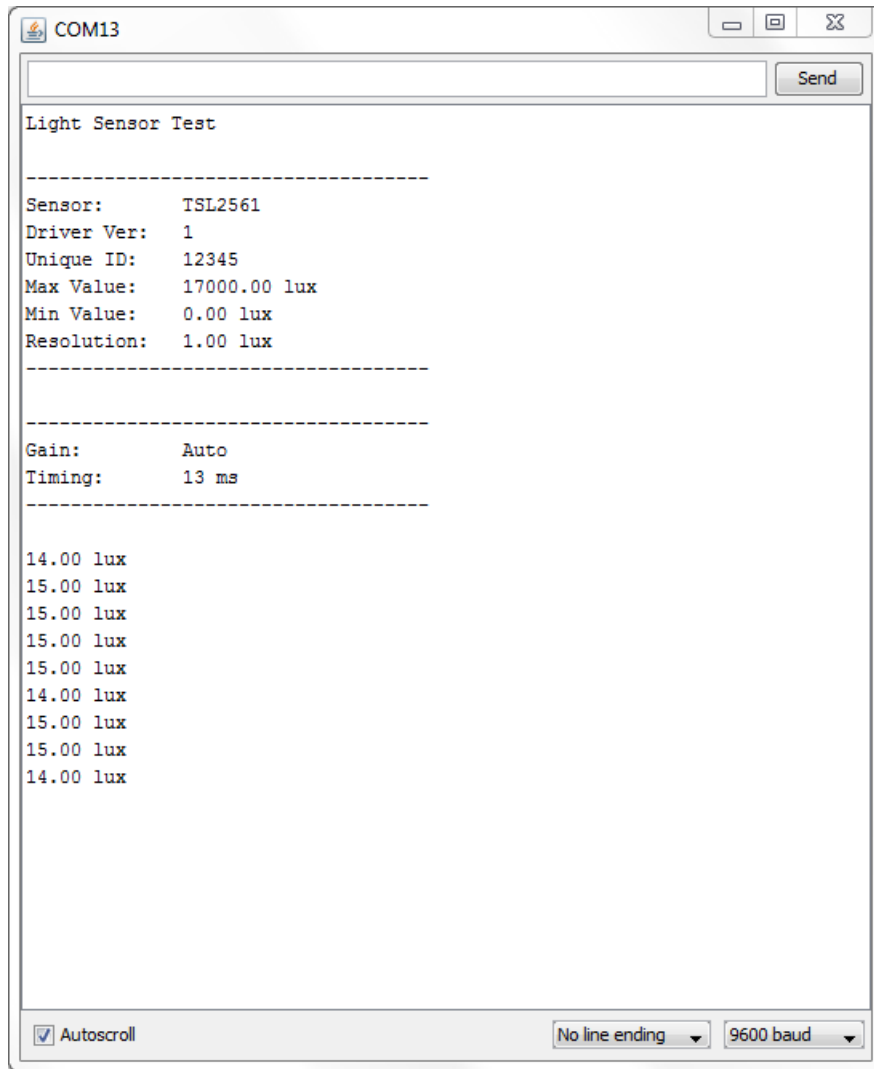 COM13
Send
Light Sensor Test
------------------------------------
Sensor:       TSL2561
Driver Ver:   1
Unique ID:    12345
Max Value:    17000.00 lux
Min Value:    0.00 lux
Resolution:   1.00 lux
------------------------------------
------------------------------------
Gain:         Auto
Timing:       13 ms
------------------------------------
14.00 lux
15.00 lux
15.00 lux
15.00 lux
15.00 lux
14.00 lux
15.00 lux
15.00 lux
14.00 lux
Autoscroll No line ending 9600 baud